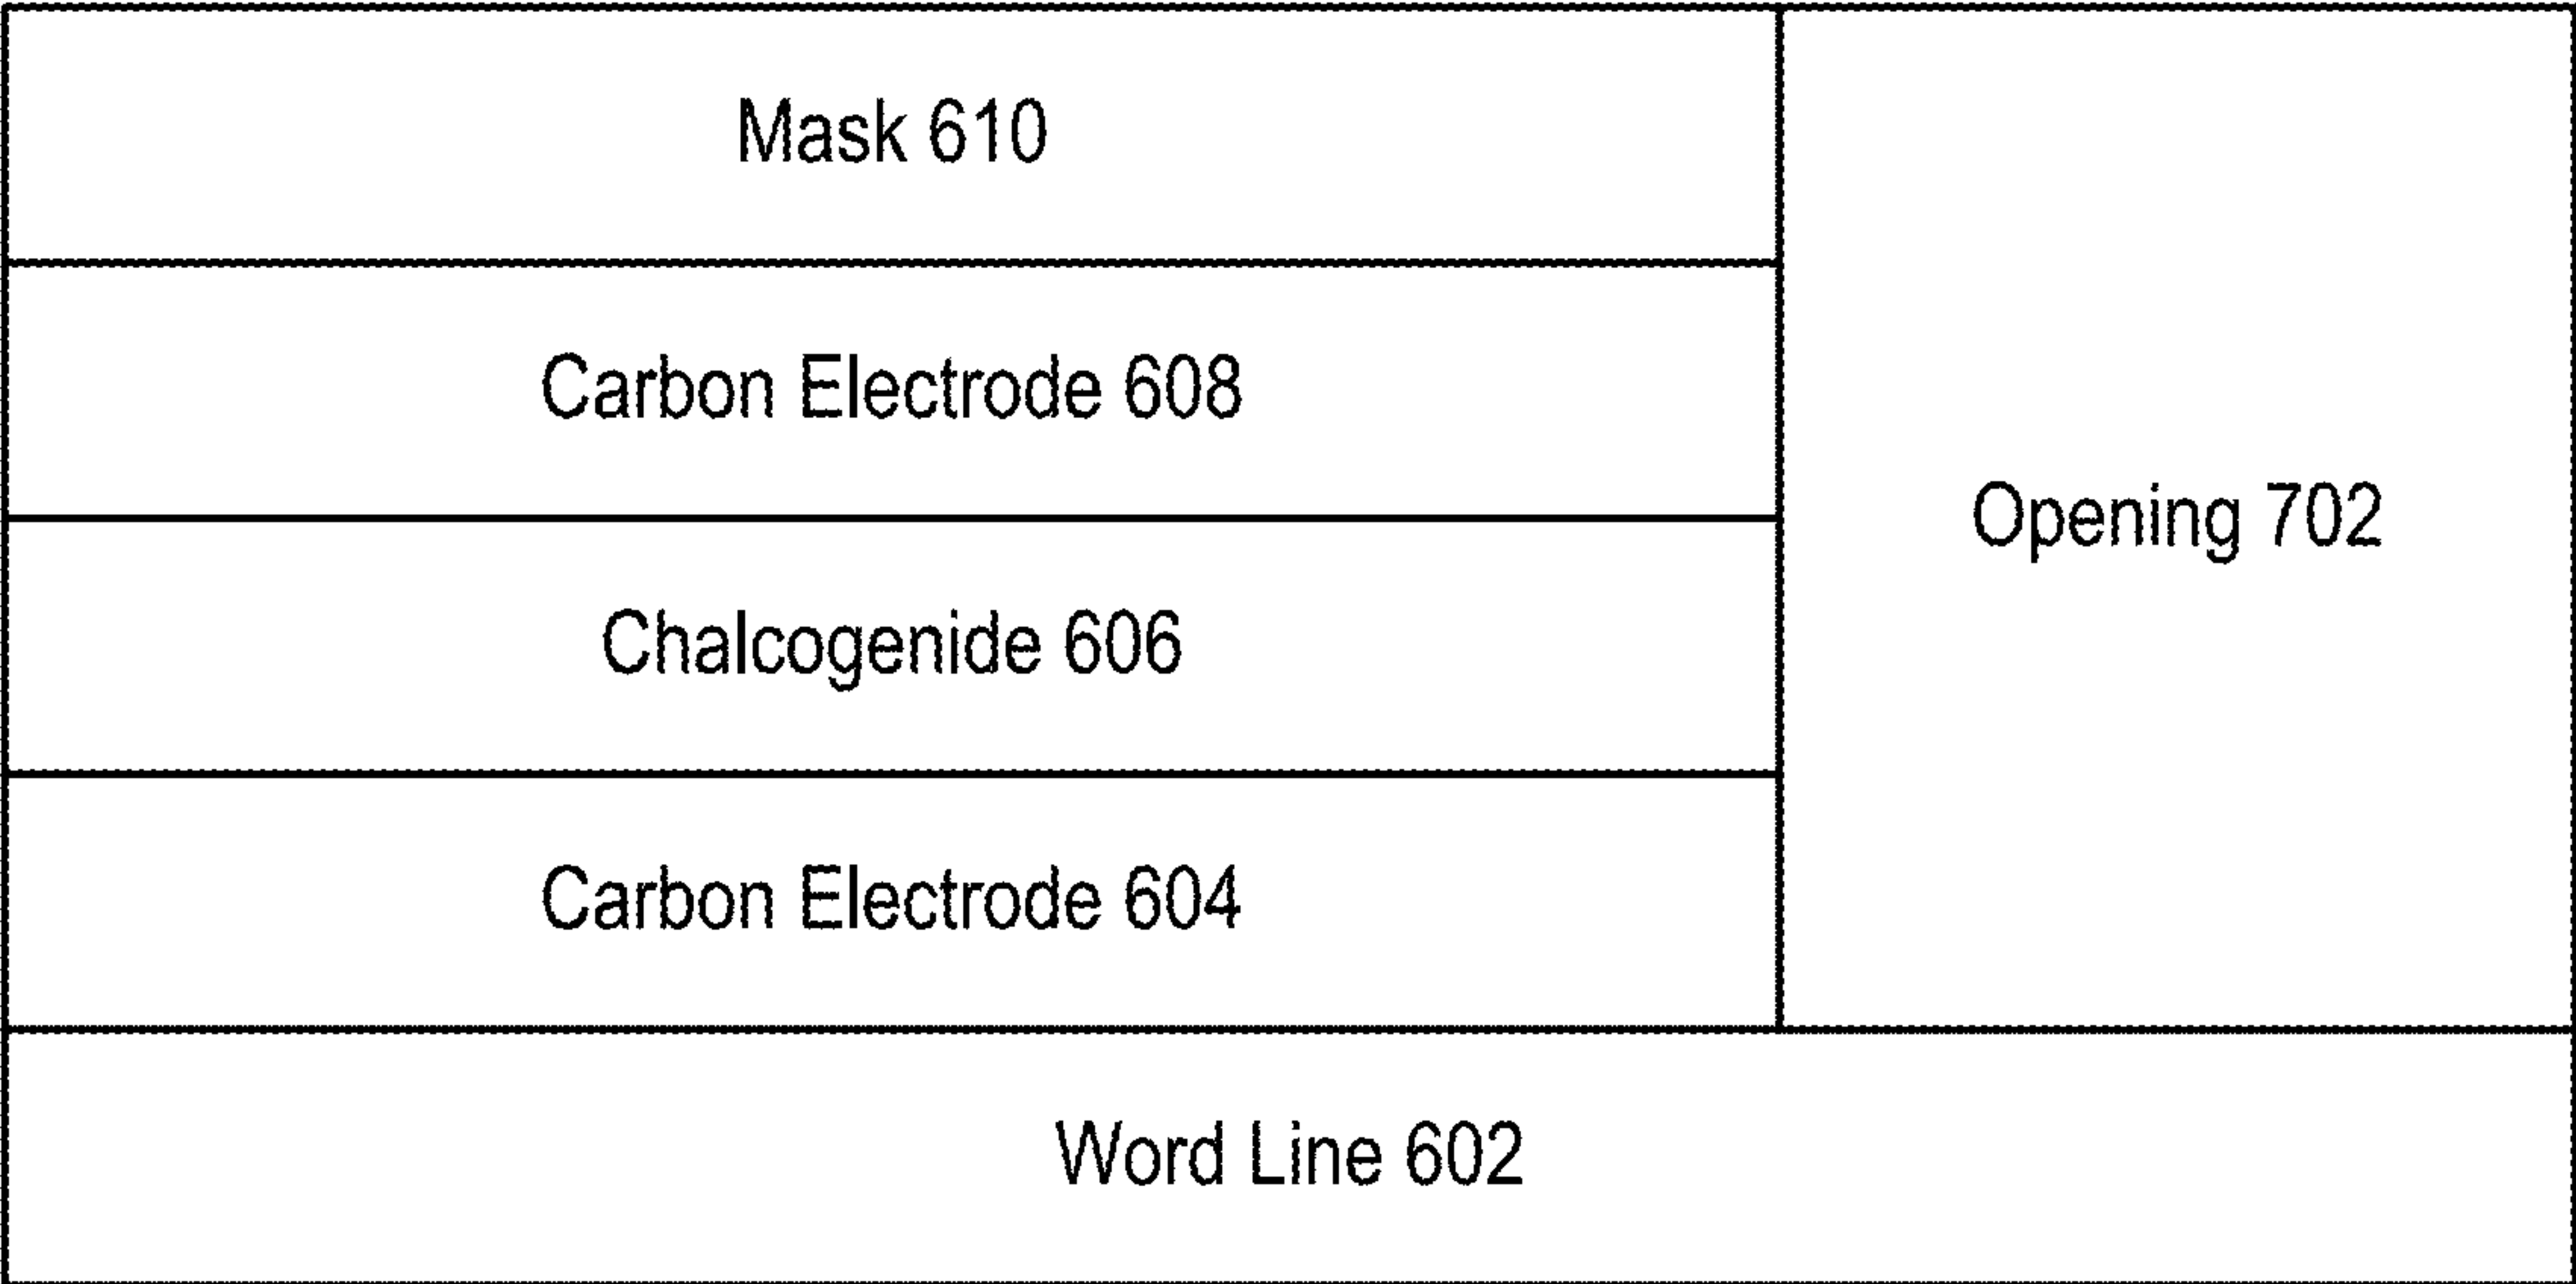 Mask 610
Carbon Electrode 608
Opening 702
Chalcogenide 606
Carbon Electrode 604
Word Line 602